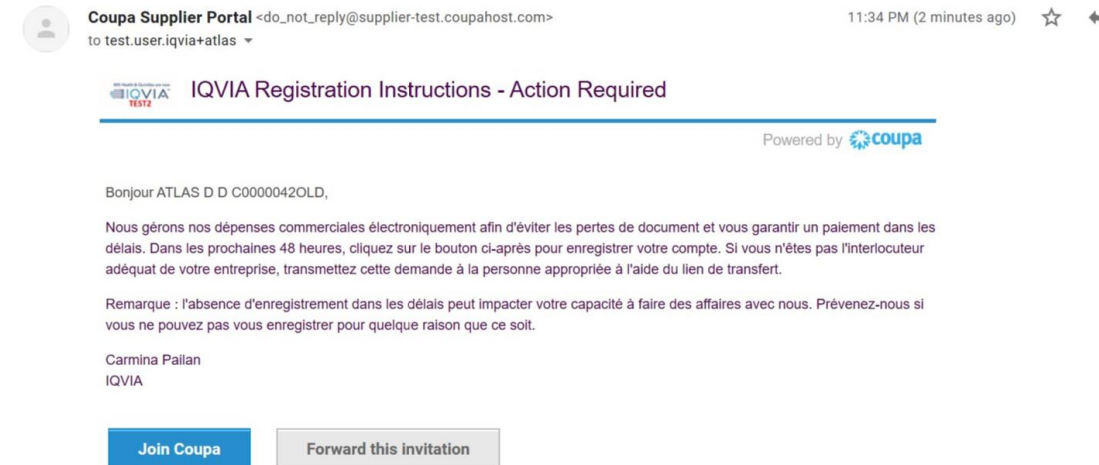 Coupa Supplier Portal <do_not_reply@supplier-test.coupahost.com> 11:34 PM (2 minutes ago)
to test.user.iqvia+atlas
IQVIA
TEST2
IQVIA Registration Instructions - Action Required
Powered by coupa
Bonjour ATLAS D D C0000042OLD,
Nous gérons nos dépenses commerciales électroniquement afin d'éviter les pertes de document et vous garantir un paiement dans les
délais. Dans les prochaines 48 heures, cliquez sur le bouton ci-après pour enregistrer votre compte. Si vous n'êtes pas l'interlocuteur
adéquat de votre entreprise, transmettez cette demande à la personne appropriée à l'aide du lien de transfert.
Remarque : l'absence d'enregistrement dans les délais peut impacter votre capacité à faire des affaires avec nous. Prévenez-nous si
vous ne pouvez pas vous enregistrer pour quelque raison que ce soit.
Carmina Pailan
IQVIA
Join Coupa Forward this invitation